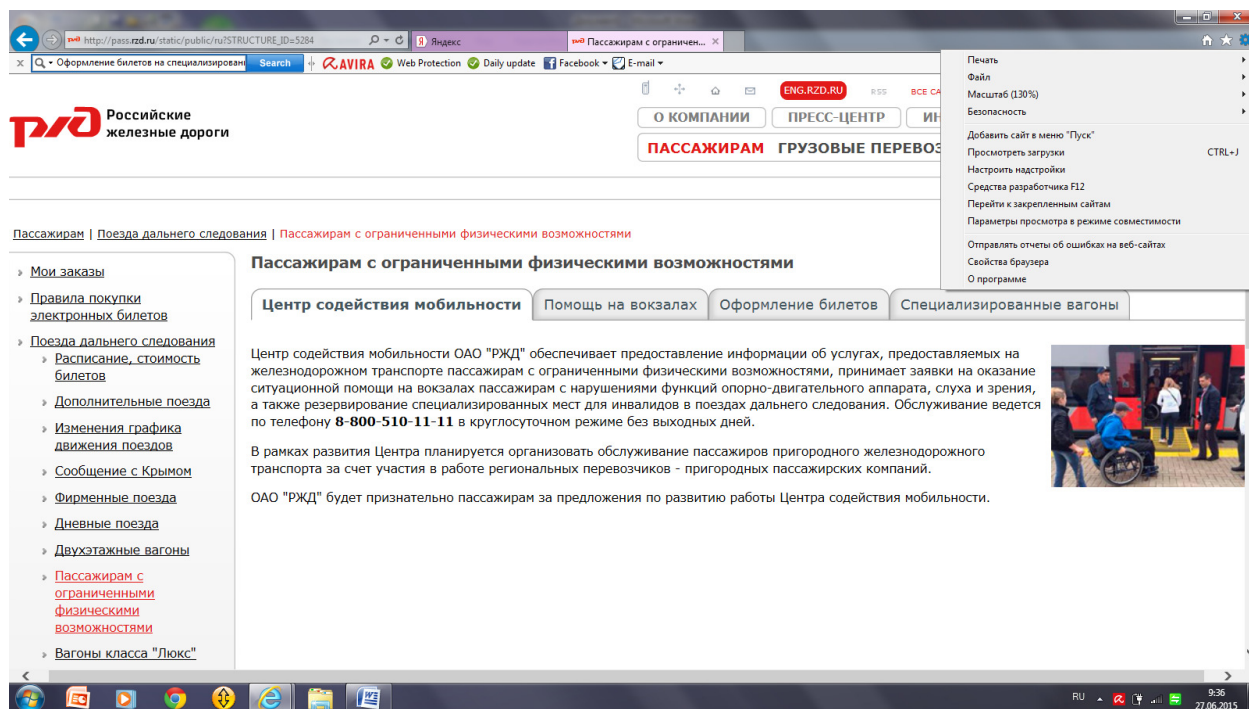 http://pass.rzd.ru/static/public/ru?STRUCTURE_ID=5284
Яндекс
Пассажирам с ограничен...
x Оформление билетов на специализирован Search AVIRA Web Protection Daily update Facebook E-mail
Печать
Файл
Масштаб (130%)
Безопасность
Добавить сайт в меню "Пуск"
Просмотреть загрузки CTRL+J
Настроить надстройки
Средства разработчика F12
Перейти к закрепленным сайтам
Параметры просмотра в режиме совместимости
Отправлять отчеты об ошибках на веб-сайтах
Свойства браузера
О программе
ENG.RZD.RU RSS ВСЕ СА
Российские
железные дороги
О КОМПАНИИ ПРЕСС-ЦЕНТР ИН
ПАССАЖИРАМ ГРУЗОВЫЕ ПЕРЕВОЗ
Пассажирам | Поезда дальнего следования | Пассажирам с ограниченными физическими возможностями
Мои заказы
Правила покупки
электронных билетов
Поезда дальнего следования
Расписание, стоимость
билетов
Дополнительные поезда
Изменения графика
движения поездов
Сообщение с Крымом
Фирменные поезда
Дневные поезда
Двухэтажные вагоны
Пассажирам с
ограниченными
физическими
возможностями
Вагоны класса "Люкс"
Пассажирам с ограниченными физическими возможностями
Центр содействия мобильности Помощь на вокзалах Оформление билетов Специализированные вагоны
Центр содействия мобильности ОАО "РЖД" обеспечивает предоставление информации об услугах, предоставляемых на
железнодорожном транспорте пассажирам с ограниченными физическими возможностями, принимает заявки на оказание
ситуационной помощи на вокзалах пассажирам с нарушениями функций опорно-двигательного аппарата, слуха и зрения,
а также резервирование специализированных мест для инвалидов в поездах дальнего следования. Обслуживание ведется
по телефону 8-800-510-11-11 в круглосуточном режиме без выходных дней.
В рамках развития Центра планируется организовать обслуживание пассажиров пригородного железнодорожного
транспорта за счет участия в работе региональных перевозчиков - пригородных пассажирских компаний.
ОАО "РЖД" будет признательно пассажирам за предложения по развитию работы Центра содействия мобильности.
RU
9:36
27.06.2015